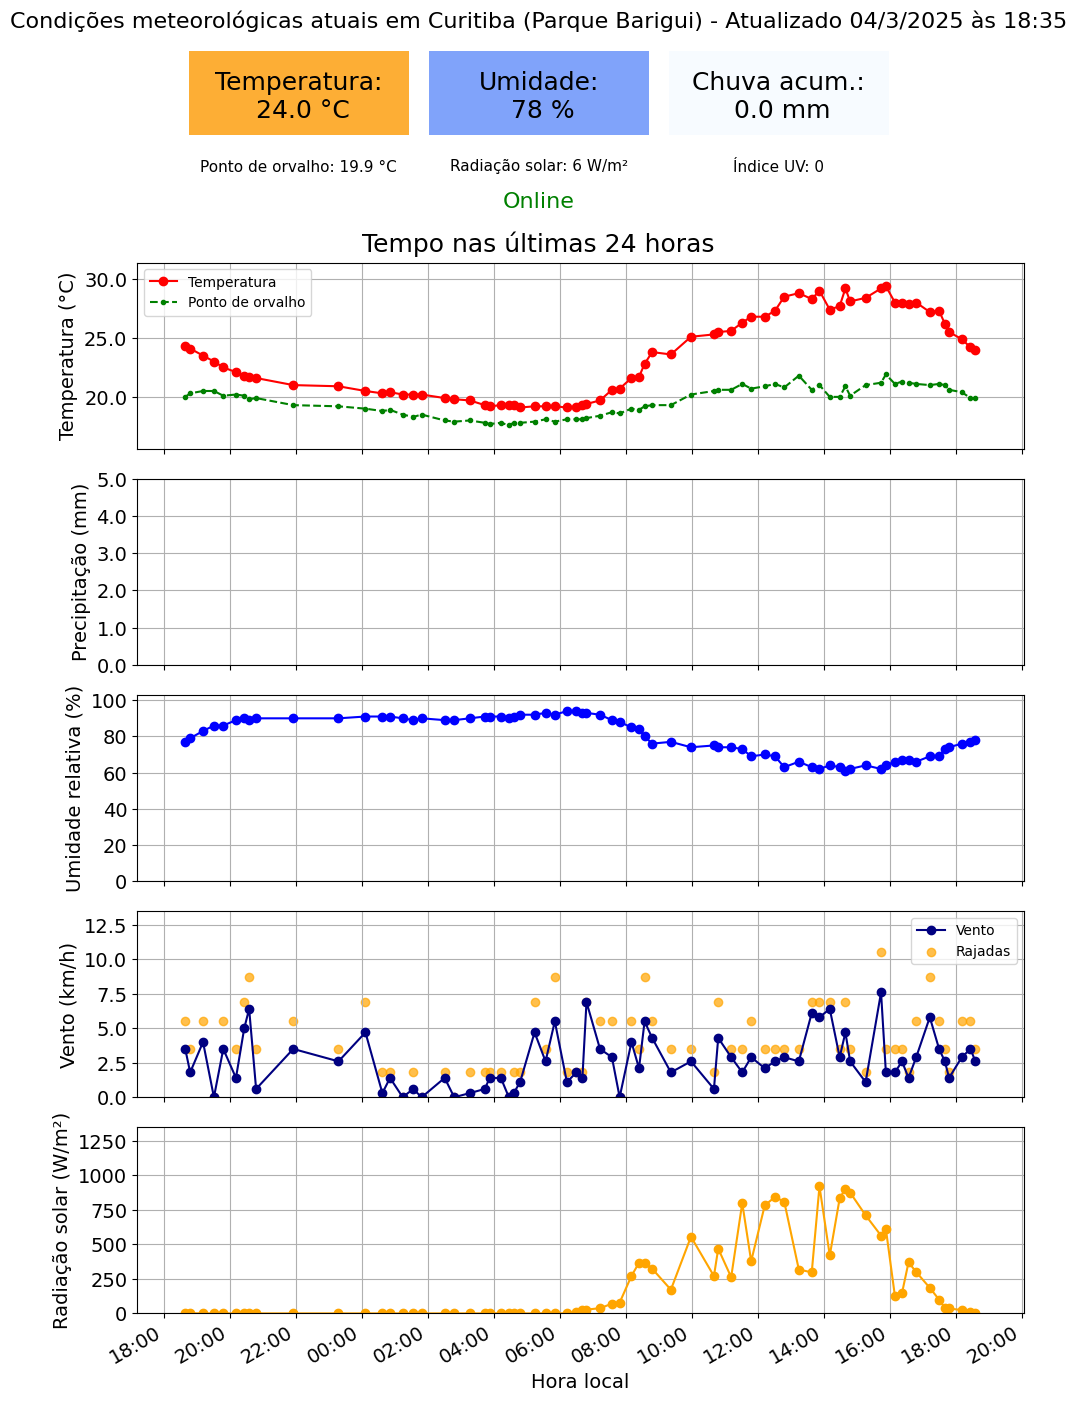 Condições meteorológicas atuais em Curitiba (Parque Barigui) - Atualizado 04/3/2025 às 18:35
Temperatura:
24.0 °C
Umidade:
78 %
Chuva acum.:
0.0 mm
Ponto de orvalho: 19.9 °C
Radiação solar: 6 W/m²
Índice UV: 0
Online
Tempo nas últimas 24 horas
Temperatura (°C)
30.0
25.0
20.0
Temperatura
Ponto de orvalho
Precipitação (mm)
5.0
4.0
3.0
2.0
1.0
0.0
Umidade relativa (%)
100
80
60
40
20
0
Vento (km/h)
12.5
10.0
7.5
5.0
2.5
0.0
Vento
Rajadas
Radiação solar (W/m²)
1250
1000
750
500
250
0
18:00 20:00 22:00 00:00 02:00 04:00 06:00 08:00 10:00 12:00 14:00 16:00 18:00 20:00
Hora local